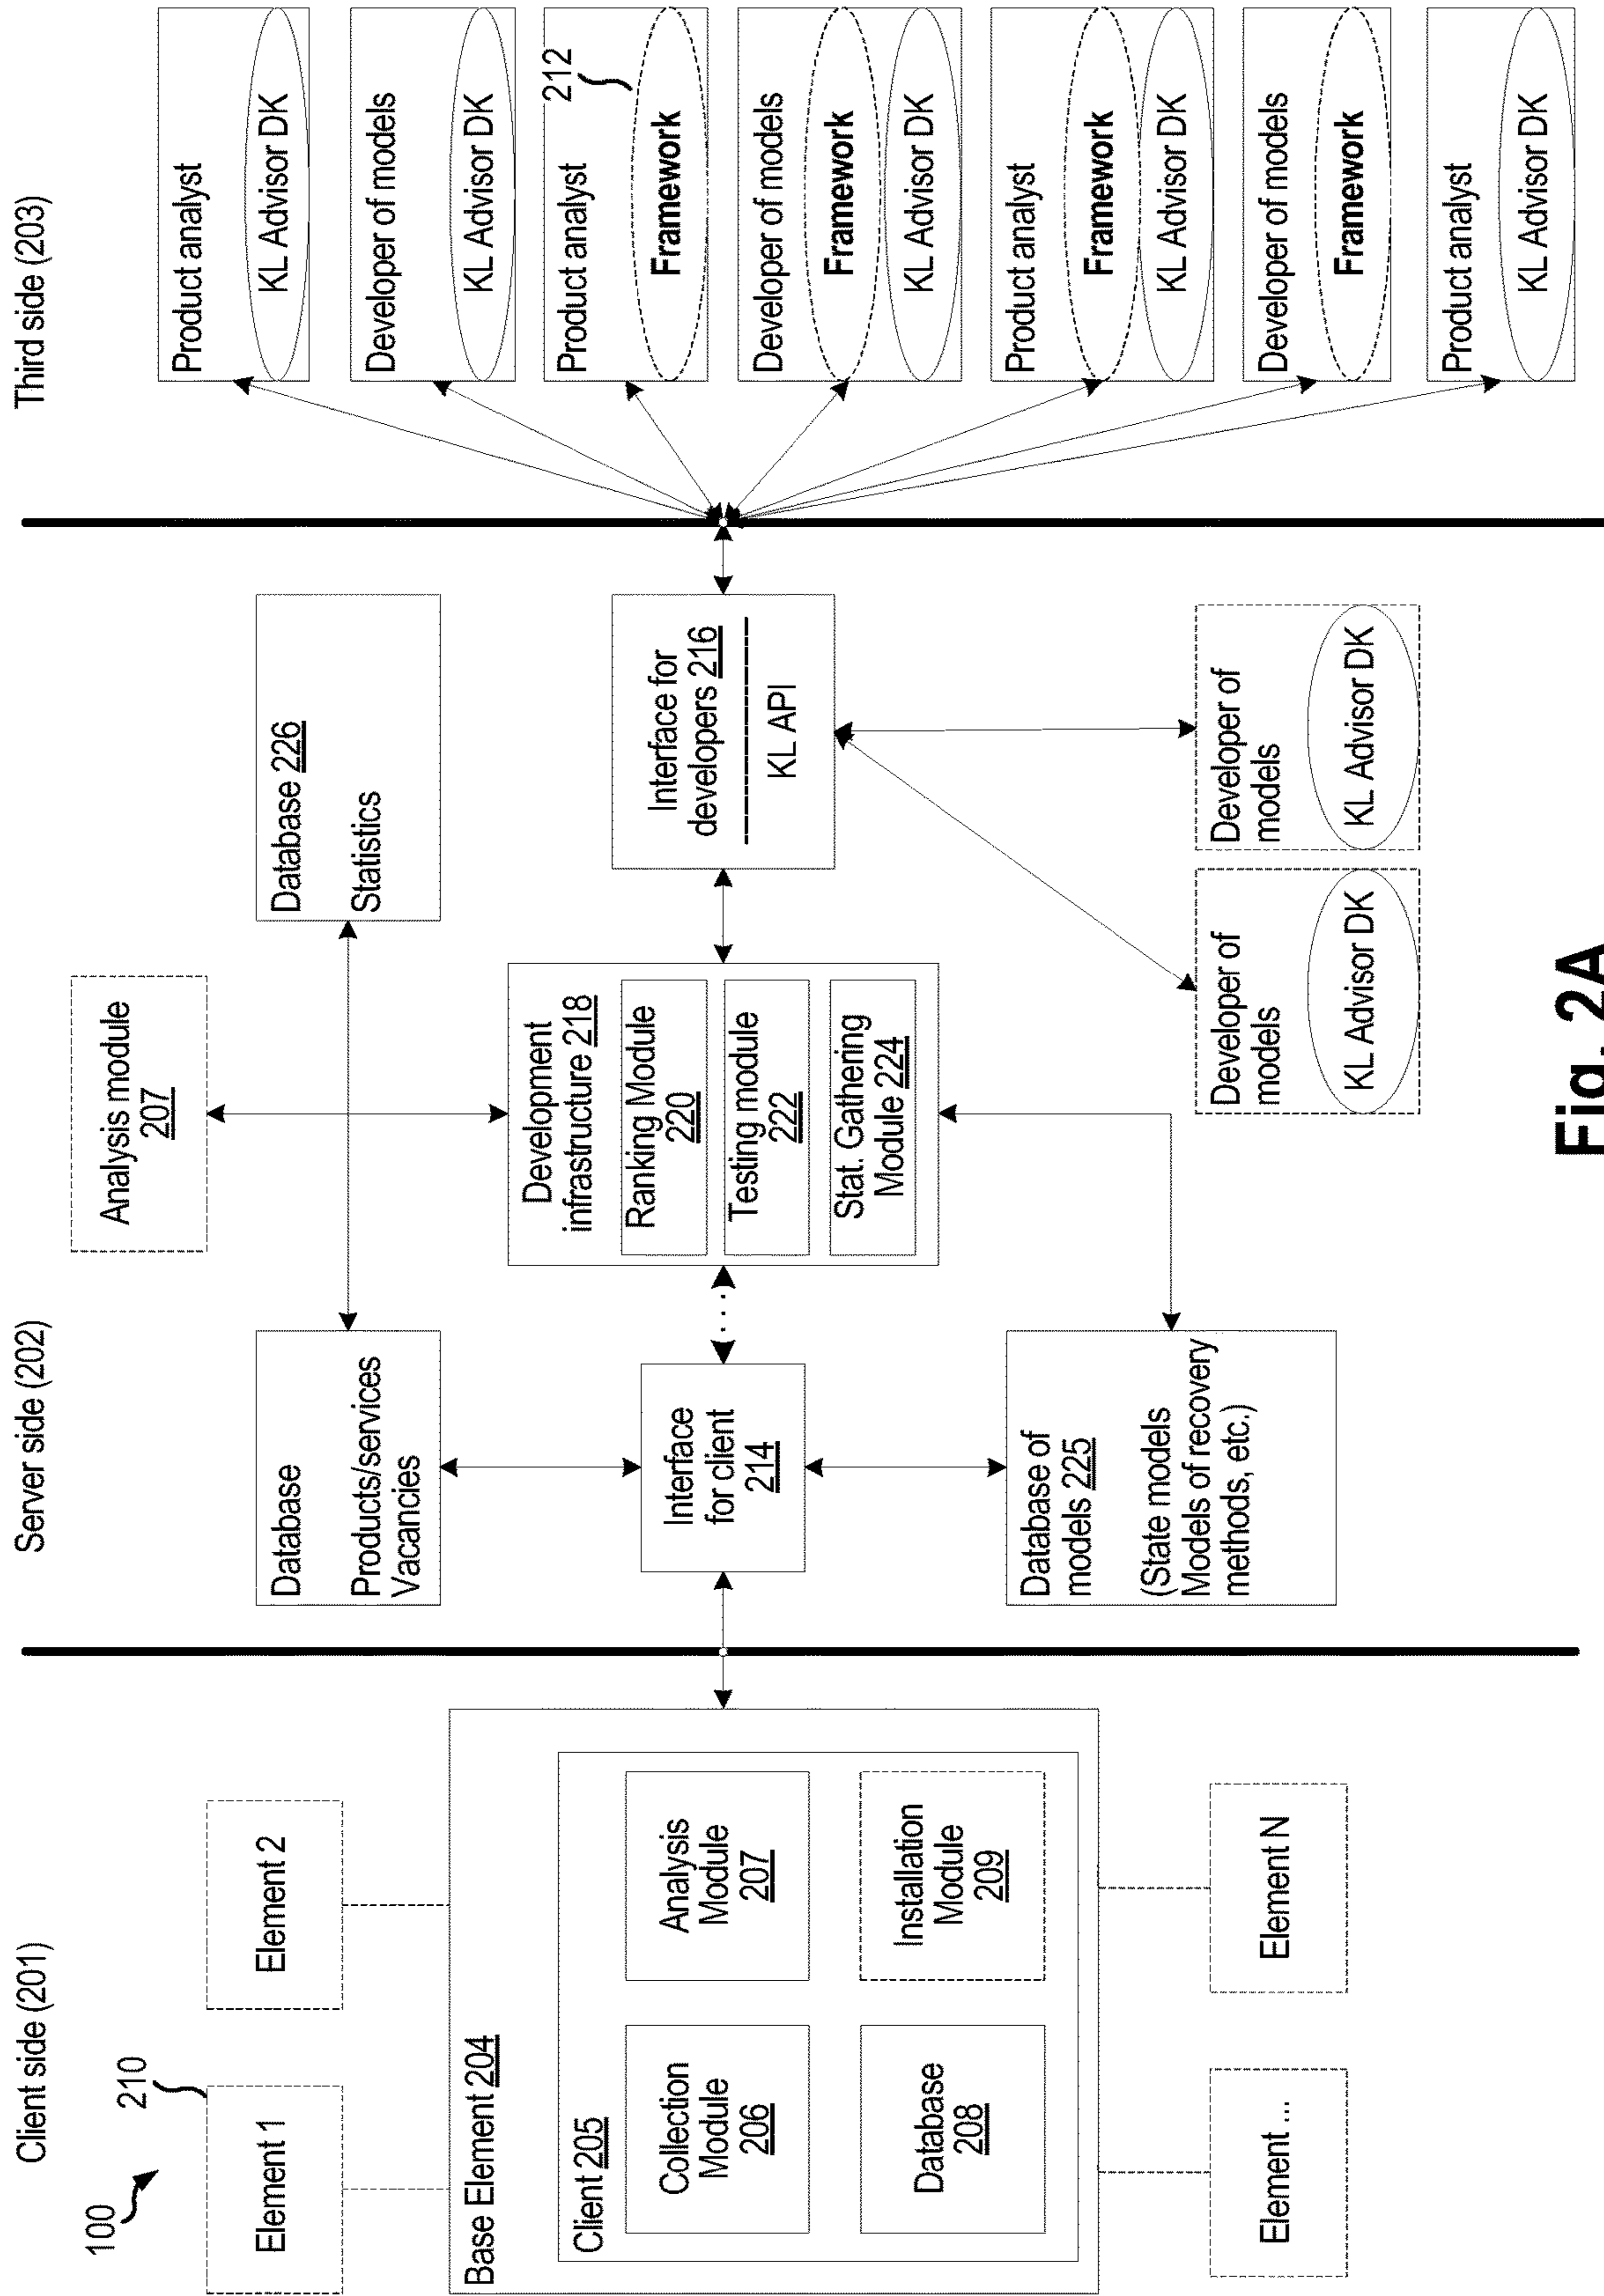 Client side (201)
Server side (202)
Third side (203)
100
210
Element 1
Element 2
Base Element 204
Client 205
Collection
Module
206
Analysis
Module
207
Database
208
Installation
Module
209
Element ...
Element N
Analysis module
207
Database
Products/services
Vacancies
Database 226
Statistics
Interface
for client
214
Development
infrastructure 218
Ranking Module
220
Testing module
222
Stat. Gathering
Module 224
Interface for
developers 216
KL API
Database of
models 225
(State models
Models of recovery
methods, etc.)
Developer of
models
KL Advisor DK
Developer of
models
KL Advisor DK
Product analyst
KL Advisor DK
Developer of models
KL Advisor DK
212
Product analyst
Framework
Developer of models
Framework
KL Advisor DK
Product analyst
Framework
KL Advisor DK
Developer of models
Framework
Product analyst
KL Advisor DK
Fig. 2A